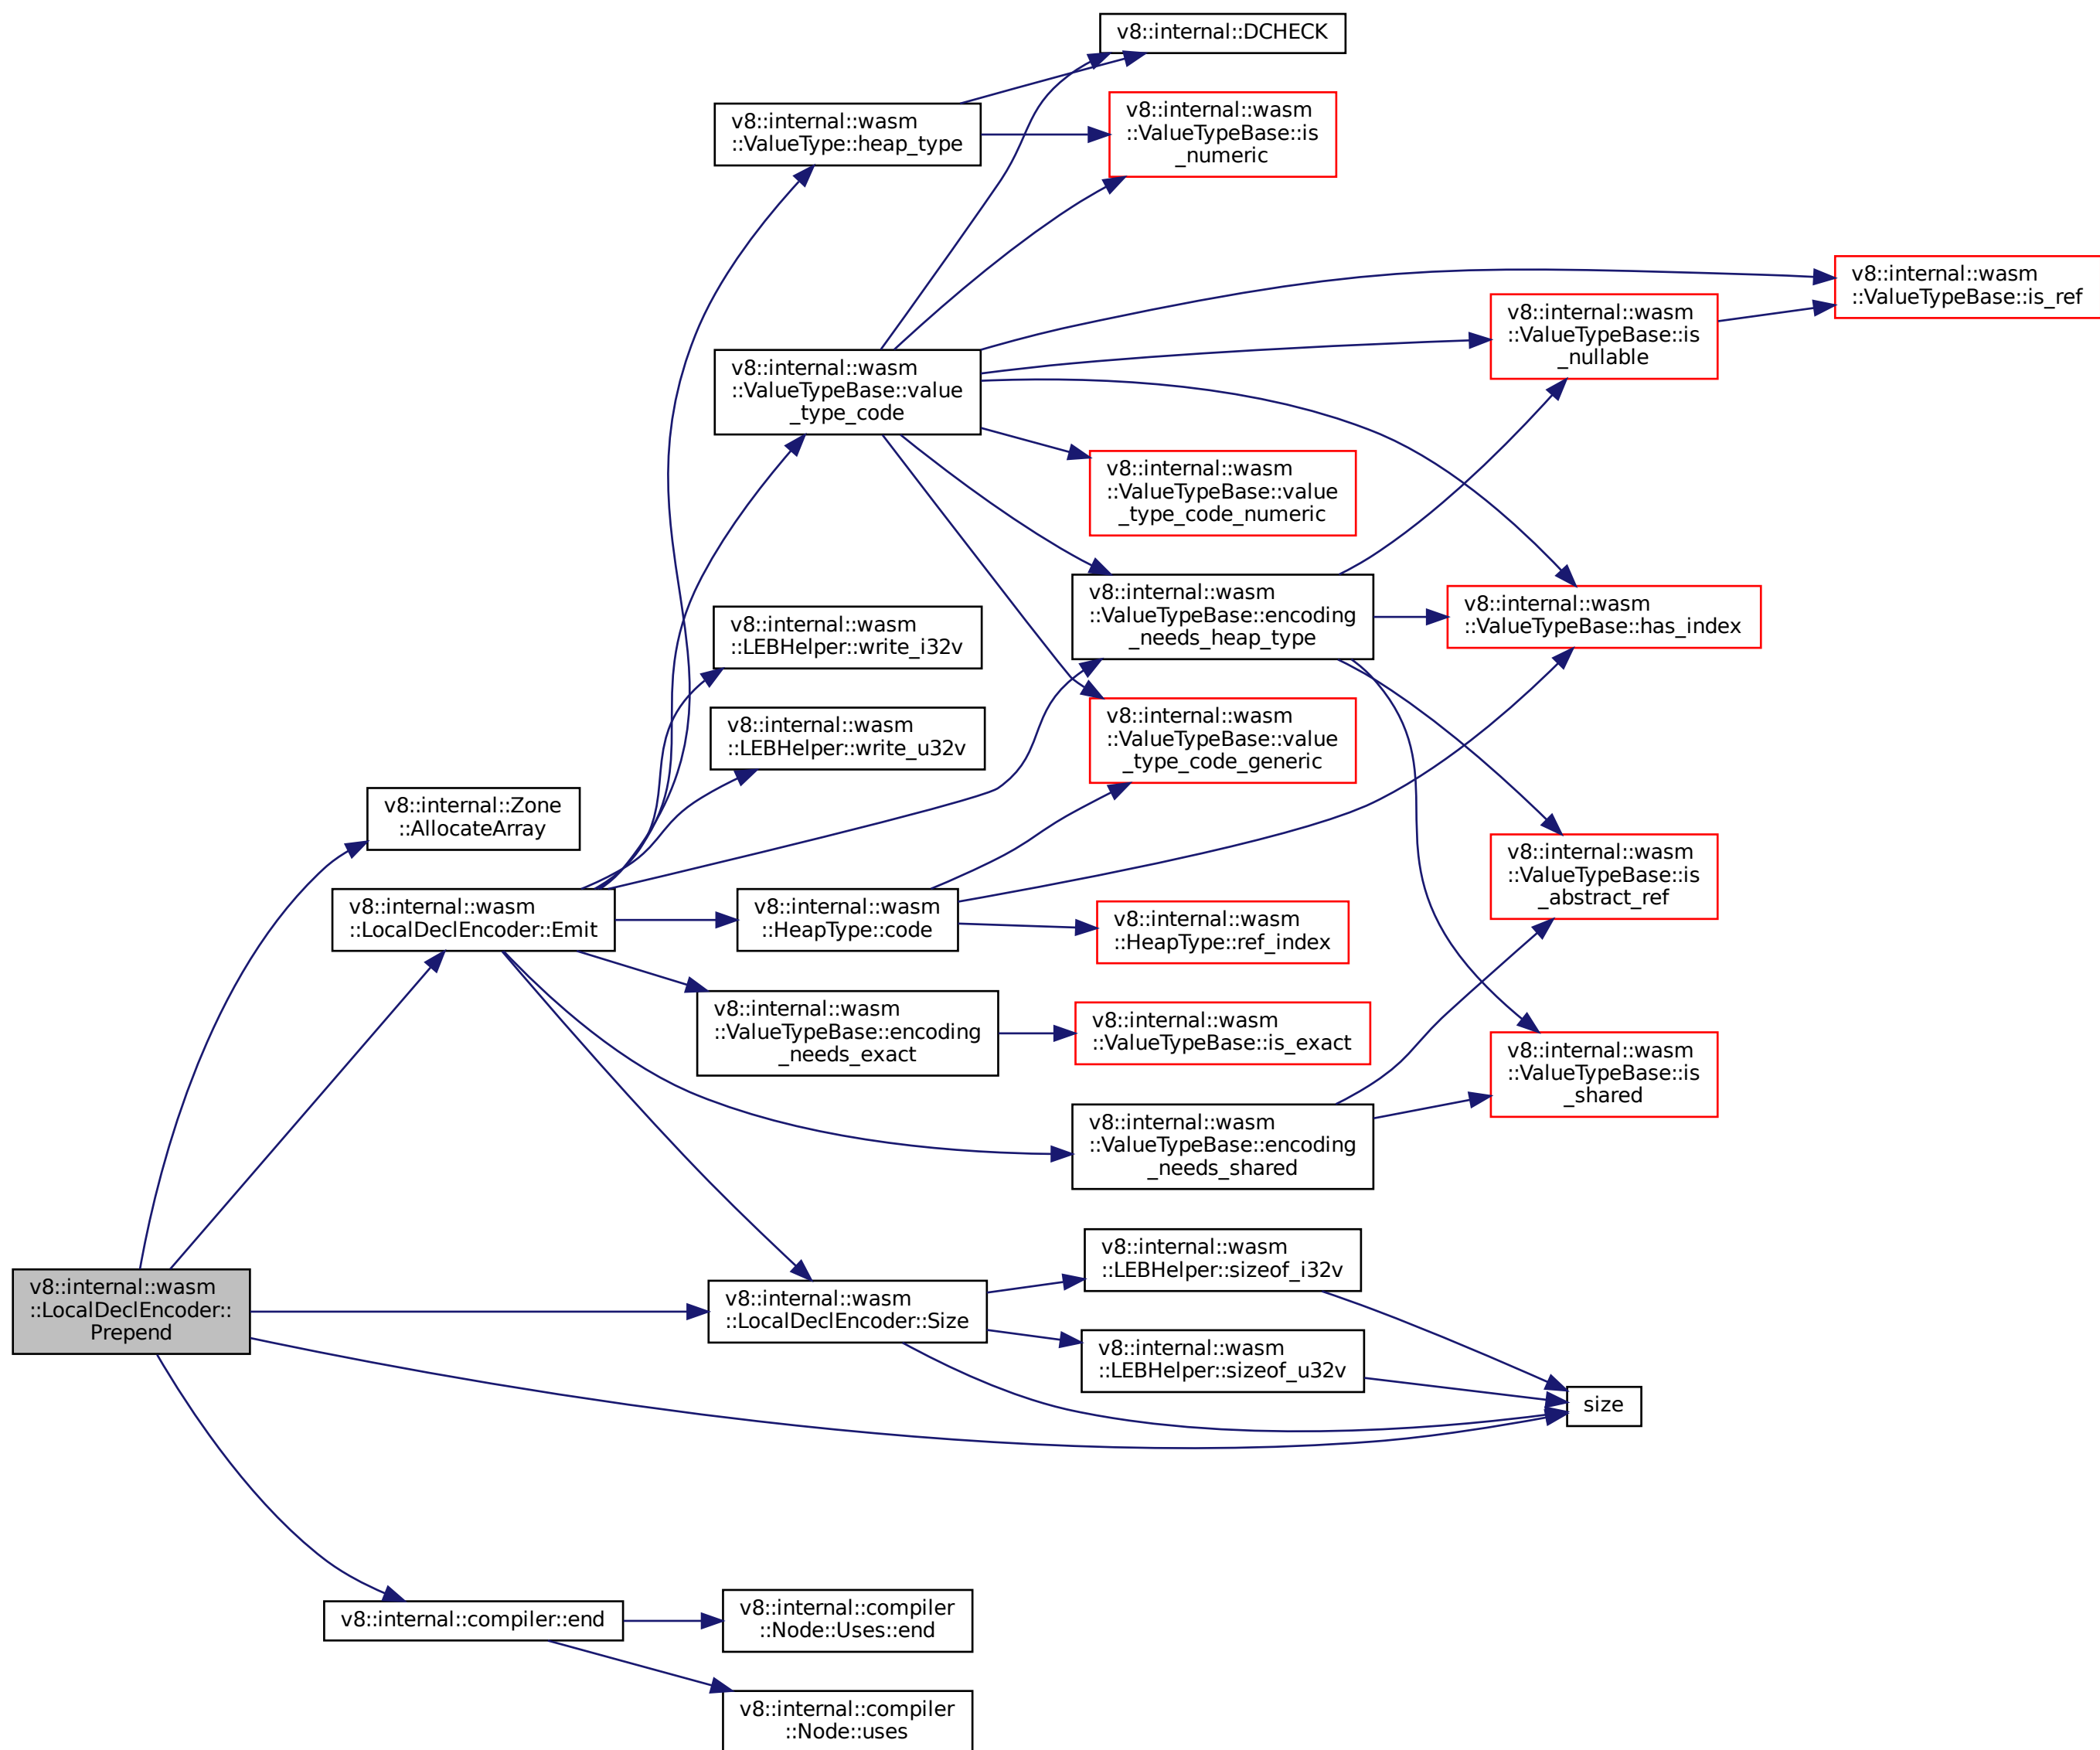 v8::internal::DCHECK
v8::internal::wasm
::ValueType::heap_type
v8::internal::wasm
::ValueTypeBase::is
_numeric
v8::internal::wasm
::ValueTypeBase::is_ref
v8::internal::wasm
::ValueTypeBase::is
_nullable
v8::internal::wasm
::ValueTypeBase::value
_type_code
v8::internal::wasm
::ValueTypeBase::value
_type_code_numeric
v8::internal::wasm
::ValueTypeBase::encoding
_needs_heap_type
v8::internal::wasm
::ValueTypeBase::has_index
v8::internal::wasm
::LEBHelper::write_i32v
v8::internal::wasm
::LEBHelper::write_u32v
v8::internal::wasm
::ValueTypeBase::value
_type_code_generic
v8::internal::Zone
::AllocateArray
v8::internal::wasm
::ValueTypeBase::is
_abstract_ref
v8::internal::wasm
::LocalDeclEncoder::Emit
v8::internal::wasm
::HeapType::code
v8::internal::wasm
::HeapType::ref_index
v8::internal::wasm
::ValueTypeBase::encoding
_needs_exact
v8::internal::wasm
::ValueTypeBase::is_exact
v8::internal::wasm
::ValueTypeBase::is
_shared
v8::internal::wasm
::ValueTypeBase::encoding
_needs_shared
v8::internal::wasm
::LEBHelper::sizeof_i32v
v8::internal::wasm
::LocalDeclEncoder::
Prepend
v8::internal::wasm
::LocalDeclEncoder::Size
v8::internal::wasm
::LEBHelper::sizeof_u32v
size
v8::internal::compiler::end
v8::internal::compiler
::Node::Uses::end
v8::internal::compiler
::Node::uses